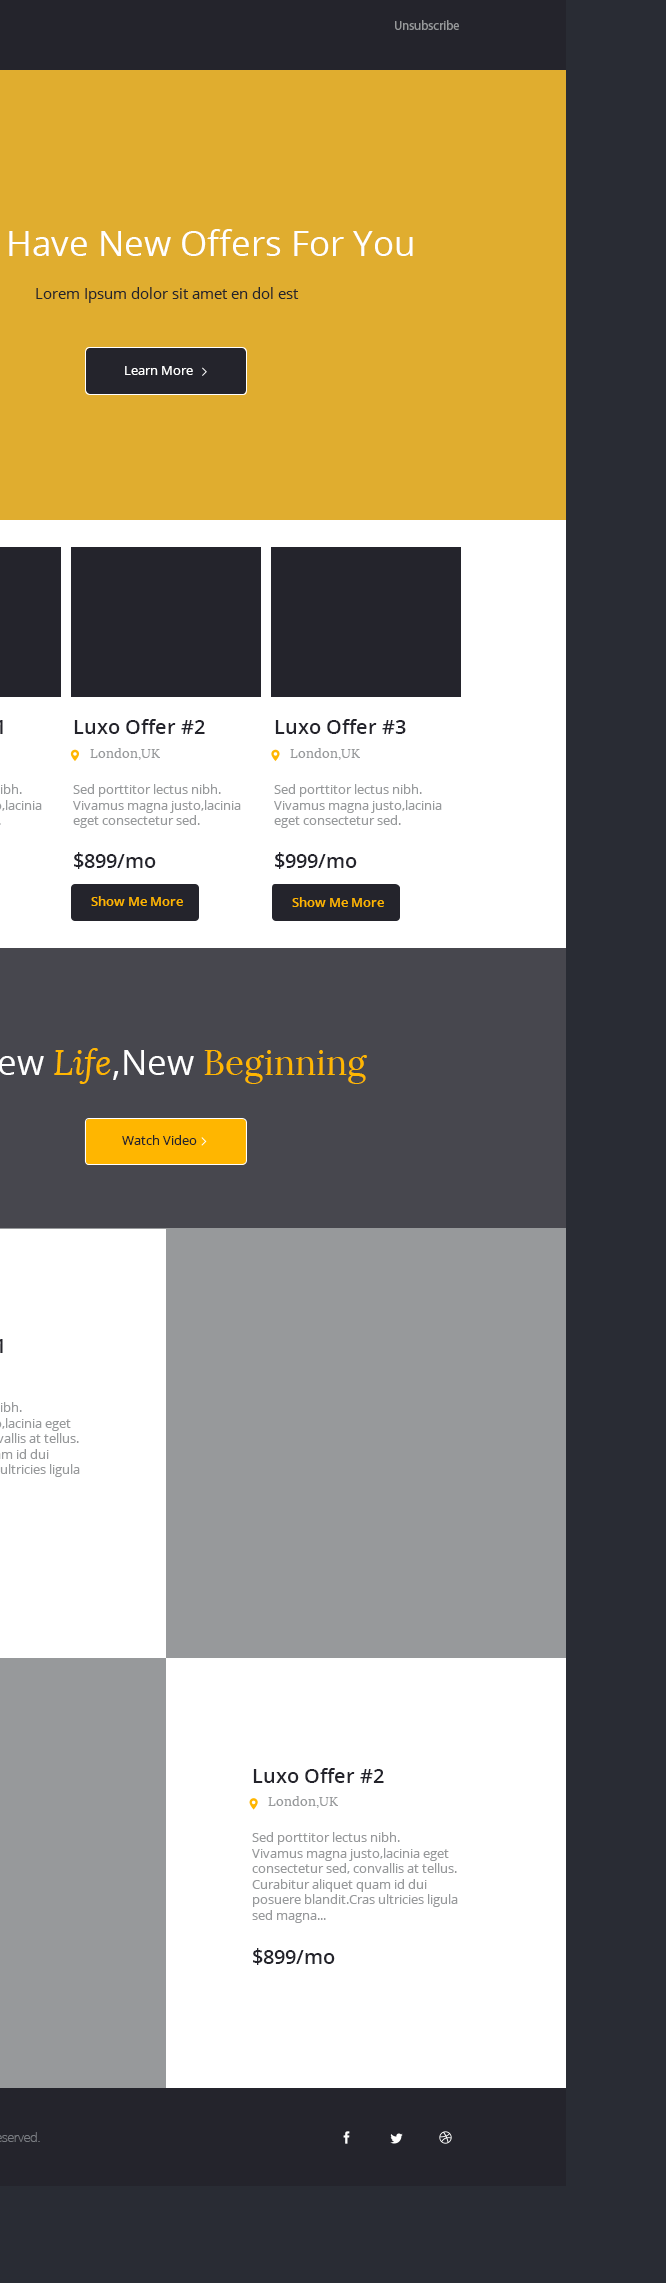 Unsubscribe
Have New Offers For You
Lorem Ipsum dolor sit amet en dol est
Learn More
1
ibh.
,lacinia
.
Luxo Offer #2
London,UK
Sed porttitor lectus nibh.
Vivamus magna justo,lacinia
eget consectetur sed.
$899/mo
Show Me More
Luxo Offer #3
London,UK
Sed porttitor lectus nibh.
Vivamus magna justo,lacinia
eget consectetur sed.
$999/mo
Show Me More
ew Life,New Beginning
Watch Video
1
ibh.
,lacinia eget
vallis at tellus.
am id dui
ultricies ligula
Luxo Offer #2
London,UK
Sed porttitor lectus nibh.
Vivamus magna justo,lacinia eget
consectetur sed, convallis at tellus.
Curabitur aliquet quam id dui
posuere blandit.Cras ultricies ligula
sed magna...
$899/mo
eserved.